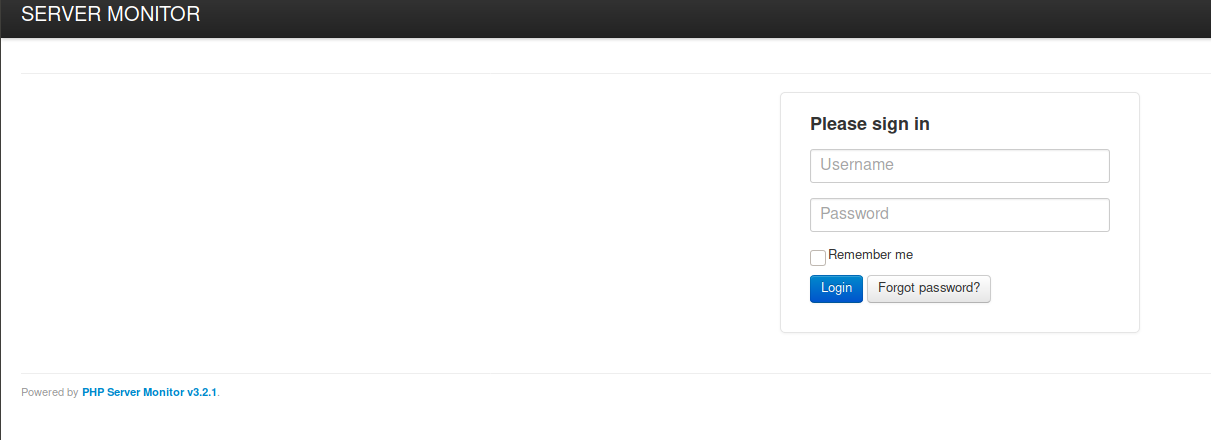 SERVER MONITOR
Please sign in
Username
Password
Remember me
Login Forgot password?
Powered by PHP Server Monitor v3.2.1.